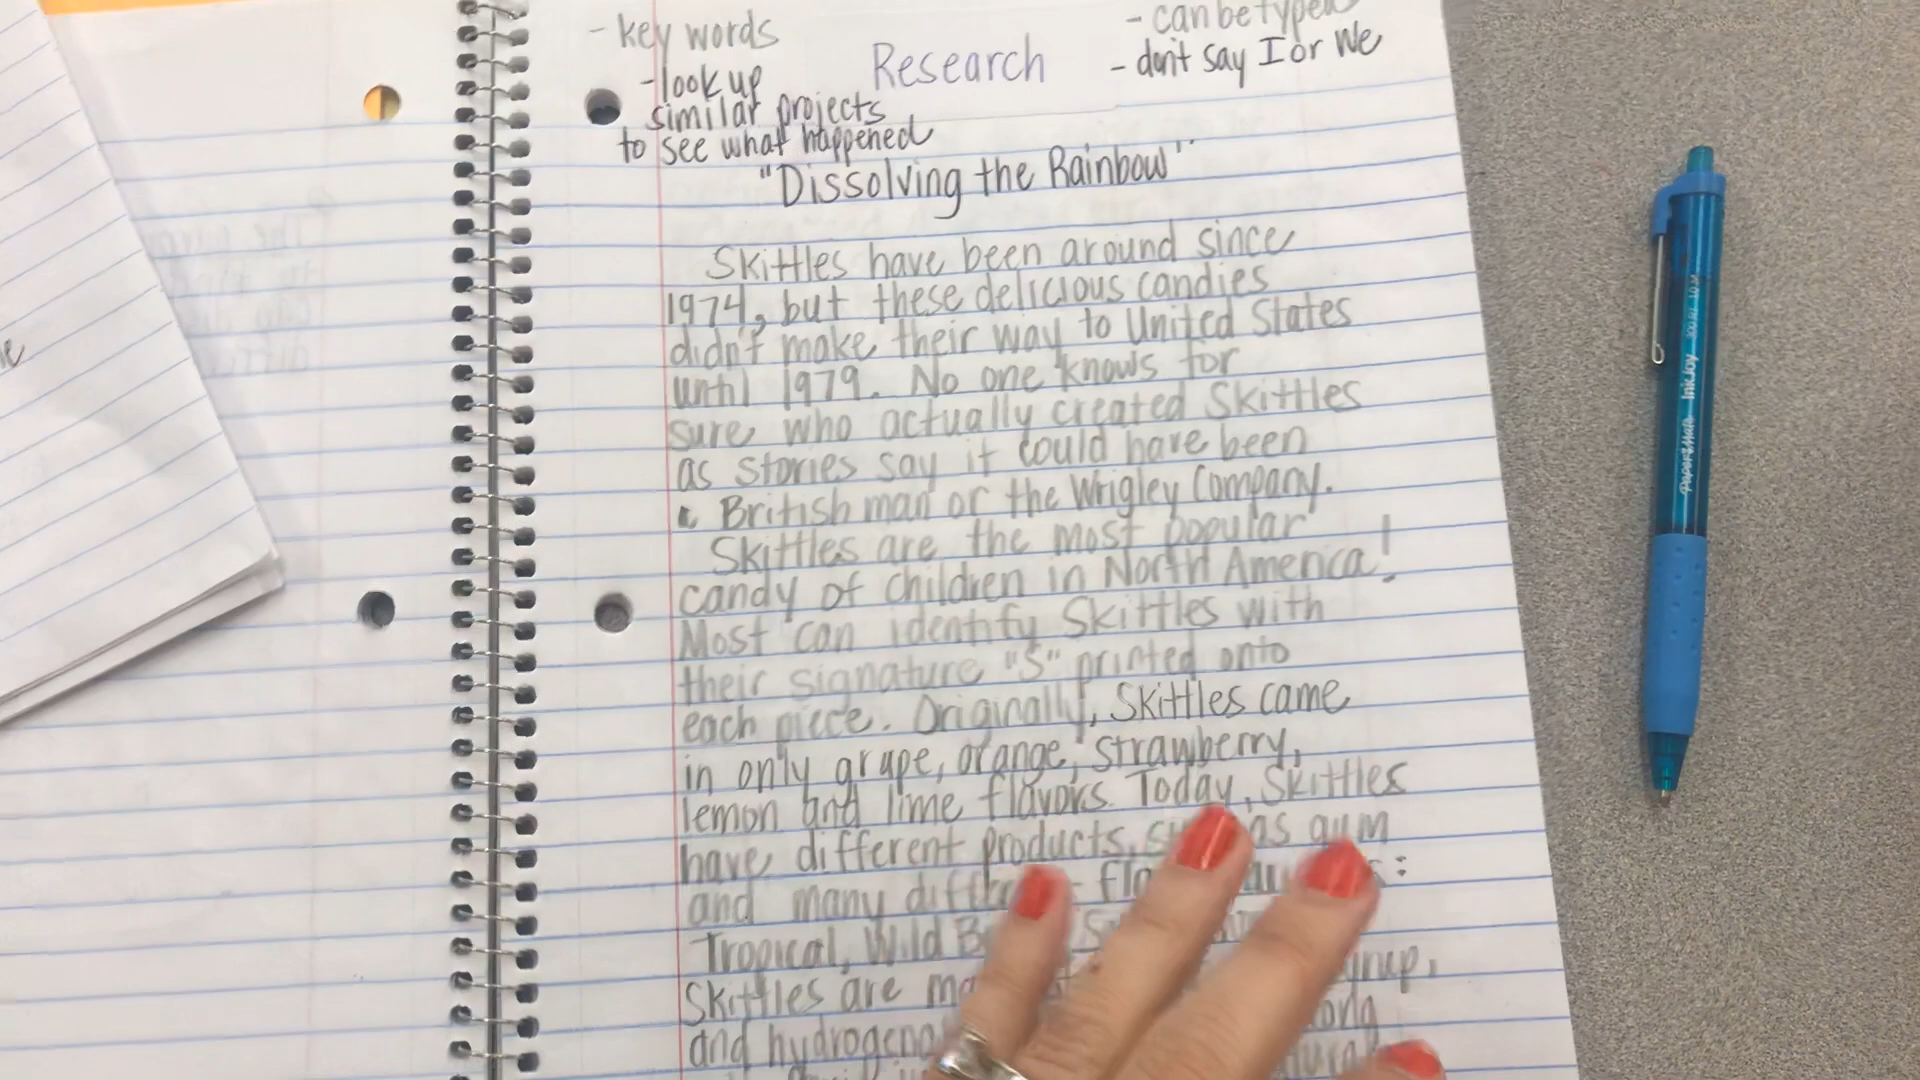 - key words
- look up
similar projects
to see what happened
Research
- can be typed
- don't say I or We
"Dissolving the Rainbow"
Skittles have been around since
1974, but these delicious candies
didn't make their way to United States
until 1979. No one knows for
sure who actually created Skittles
as stories say it could have been
British man or the Wrigley Company.
Skittles are the most popular
candy of children in North America!
Most can identify Skittles with
their signature "S" printed onto
each piece. Originally, Skittles came
in only grape, orange, strawberry,
lemon and lime flavors. Today, Skittles
have different products, as gum
and many
Tropical, Wild
Skittles are
and
PaperMate InkJoy